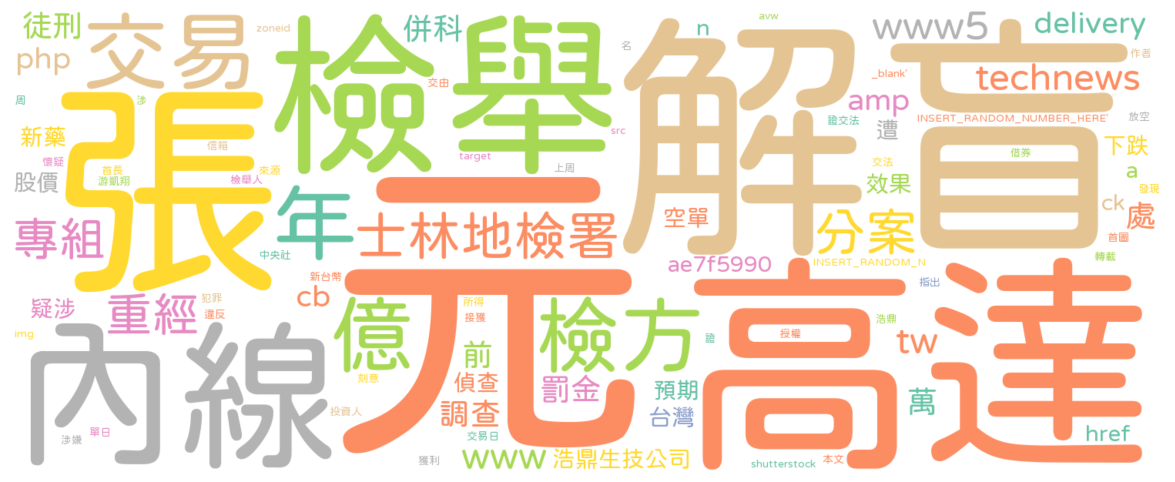 徒刑
交易
zoneid
併科
檢舉
解盲
n
avw
www5
delivery
php
名
作者
technews
_blank'
周
涉
交由
amp
INSERT_RANDOM_NUMBER_HERE'
放空
張
新藥
信箱
src
證交法
遭
下跌
懷疑
首長
來源
target
上周
借券
交法
a
股價
游凱翔
檢舉人
效果
發現
年
元
士林地檢署
空單
分案
ck
處
專組
首圖
中央社
ae7f5990
INSERT_RANDOM_N
轉載
新台幣
cb
指出
疑涉
重經
犯罪
違反
億
所得
接獲
檢方
高達
浩鼎
img
內線
前
證
授權
tw
刻意
偵查
罰金
預期
萬
投資人
調查
台灣
單日
涉嫌
交易日
href
獲利
www
浩鼎生技公司
shutterstock
本文